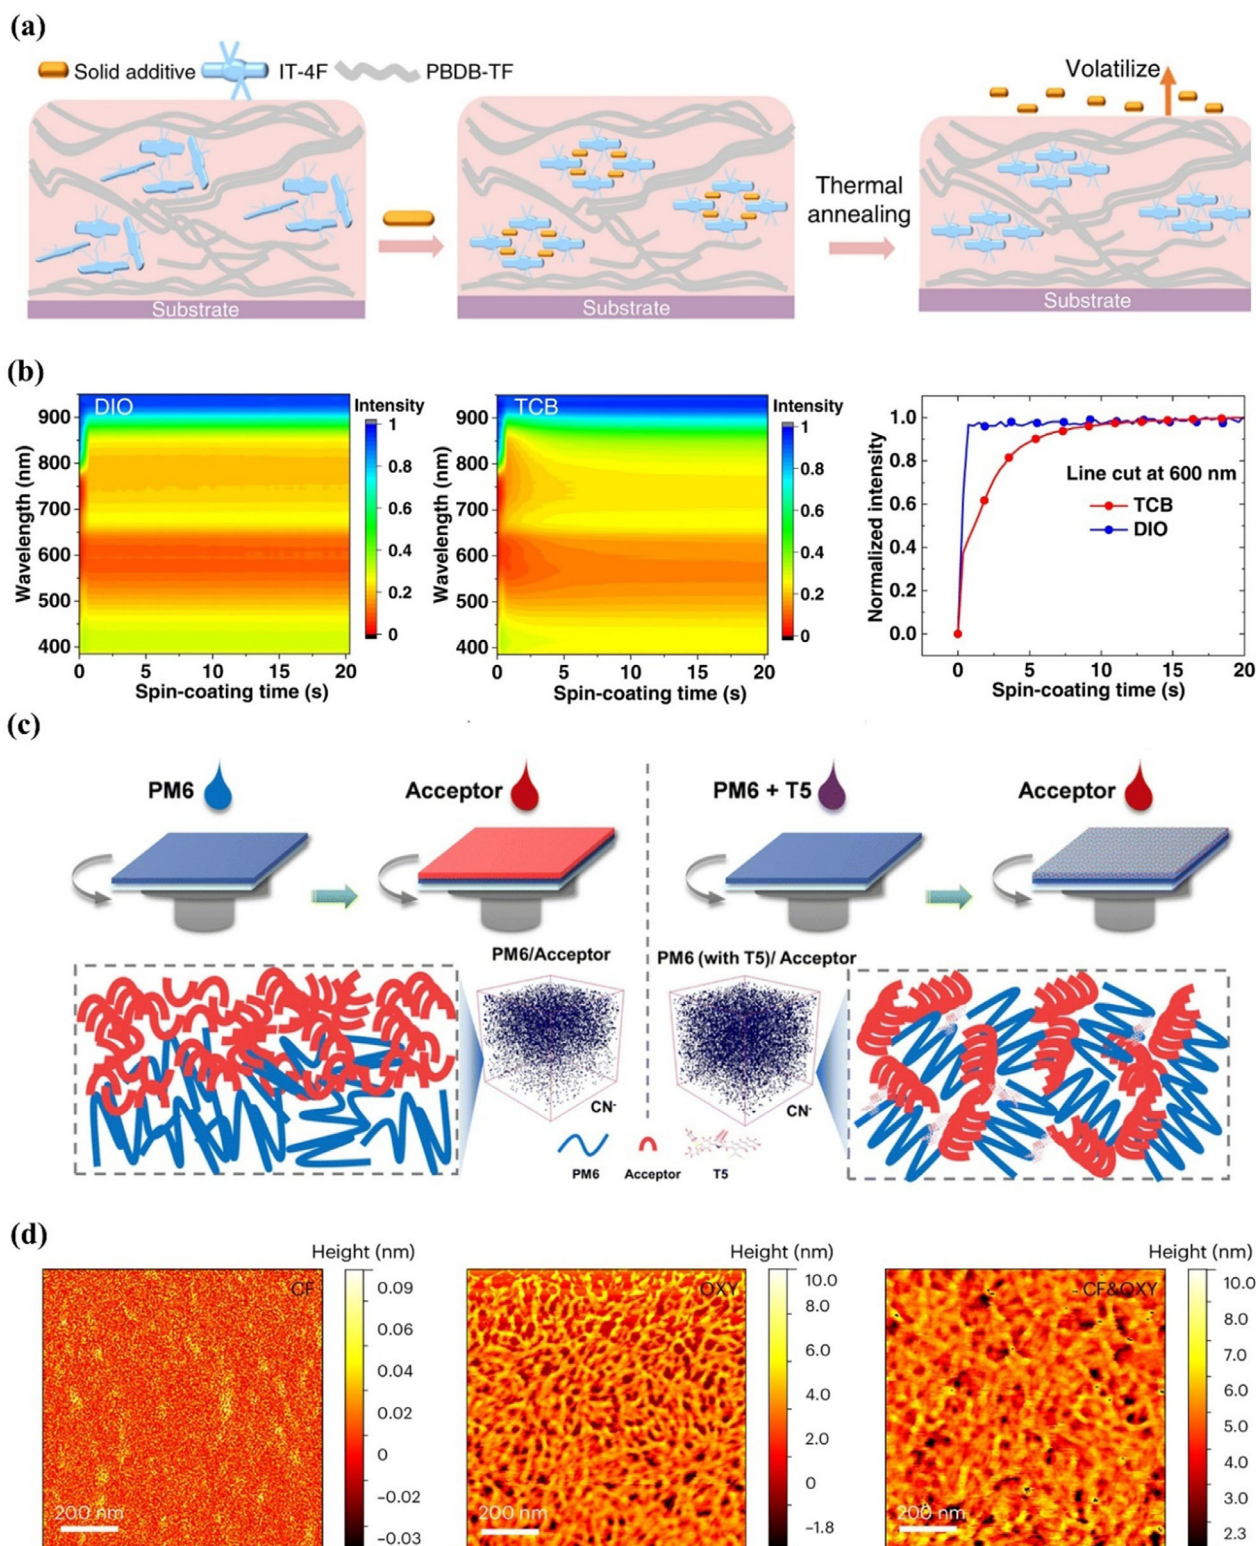 (a)
Solid additive IT-4F PBDB-TF
Volatilize
Thermal
annealing
Substrate Substrate Substrate
(b)
DIO Intensity
TCB Intensity
Wavelength (nm)
900
800
700
600
500
400
1
0.8
0.6
0.4
0.2
0
0 5 10 15 20
Spin-coating time (s)
Wavelength (nm)
900
800
700
600
500
400
1
0.8
0.6
0.4
0.2
0
0 5 10 15 20
Spin-coating time (s)
Normalized intensity
1.0
0.8
0.6
0.4
0.2
0.0
Line cut at 600 nm
TCB
DIO
0 5 10 15 20
Spin-coating time (s)
(c)
PM6 Acceptor PM6 + T5 Acceptor
PM6/Acceptor PM6 (with T5)/ Acceptor
CN- CN-
PM6 Acceptor T5
(d)
Height (nm)
CF
0.09
0.06
0.04
0.02
0
–0.02
–0.03
200 nm
Height (nm)
OXY
10.0
8.0
6.0
4.0
2.0
0
–1.8
200 nm
Height (nm)
CF&OXY
10.0
8.0
7.0
6.0
5.0
4.0
3.0
2.3
200 nm